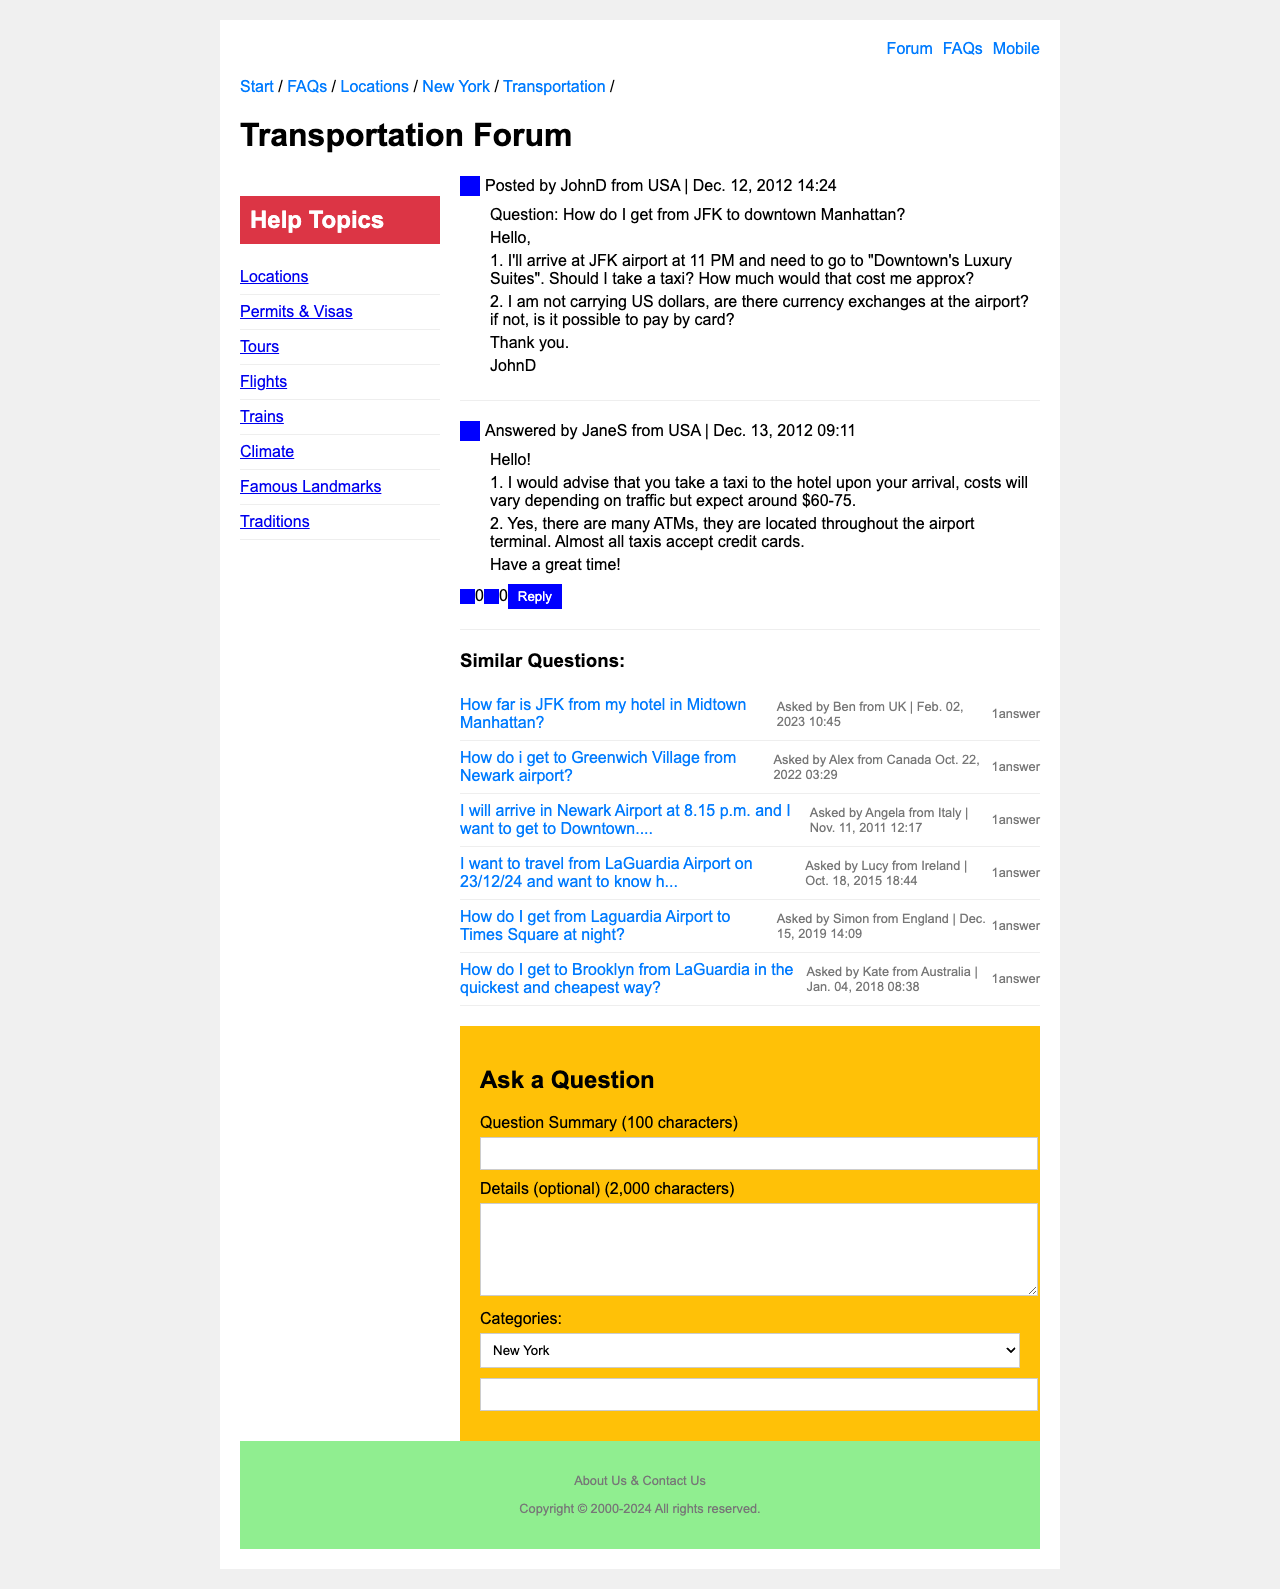 Forum FAQs Mobile
Start / FAQs / Locations / New York / Transportation /
Transportation Forum
Help Topics
Locations
Permits & Visas
Tours
Flights
Trains
Climate
Famous Landmarks
Traditions
Posted by JohnD from USA | Dec. 12, 2012 14:24
Question: How do I get from JFK to downtown Manhattan?
Hello,
1. I'll arrive at JFK airport at 11 PM and need to go to "Downtown's Luxury
Suites". Should I take a taxi? How much would that cost me approx?
2. I am not carrying US dollars, are there currency exchanges at the airport?
if not, is it possible to pay by card?
Thank you.
JohnD
Answered by JaneS from USA | Dec. 13, 2012 09:11
Hello!
1. I would advise that you take a taxi to the hotel upon your arrival, costs will
vary depending on traffic but expect around $60-75.
2. Yes, there are many ATMs, they are located throughout the airport
terminal. Almost all taxis accept credit cards.
Have a great time!
0 0 Reply
Similar Questions:
How far is JFK from my hotel in Midtown
Manhattan?
Asked by Ben from UK | Feb. 02,
2023 10:45
1answer
How do i get to Greenwich Village from
Newark airport?
Asked by Alex from Canada Oct. 22,
2022 03:29
1answer
I will arrive in Newark Airport at 8.15 p.m. and I
want to get to Downtown....
Asked by Angela from Italy |
Nov. 11, 2011 12:17
1answer
I want to travel from LaGuardia Airport on
23/12/24 and want to know h...
Asked by Lucy from Ireland |
Oct. 18, 2015 18:44
1answer
How do I get from Laguardia Airport to
Times Square at night?
Asked by Simon from England | Dec.
15, 2019 14:09
1answer
How do I get to Brooklyn from LaGuardia in the
quickest and cheapest way?
Asked by Kate from Australia |
Jan. 04, 2018 08:38
1answer
Ask a Question
Question Summary (100 characters)
Details (optional) (2,000 characters)
Categories:
New York
About Us & Contact Us
Copyright © 2000-2024 All rights reserved.